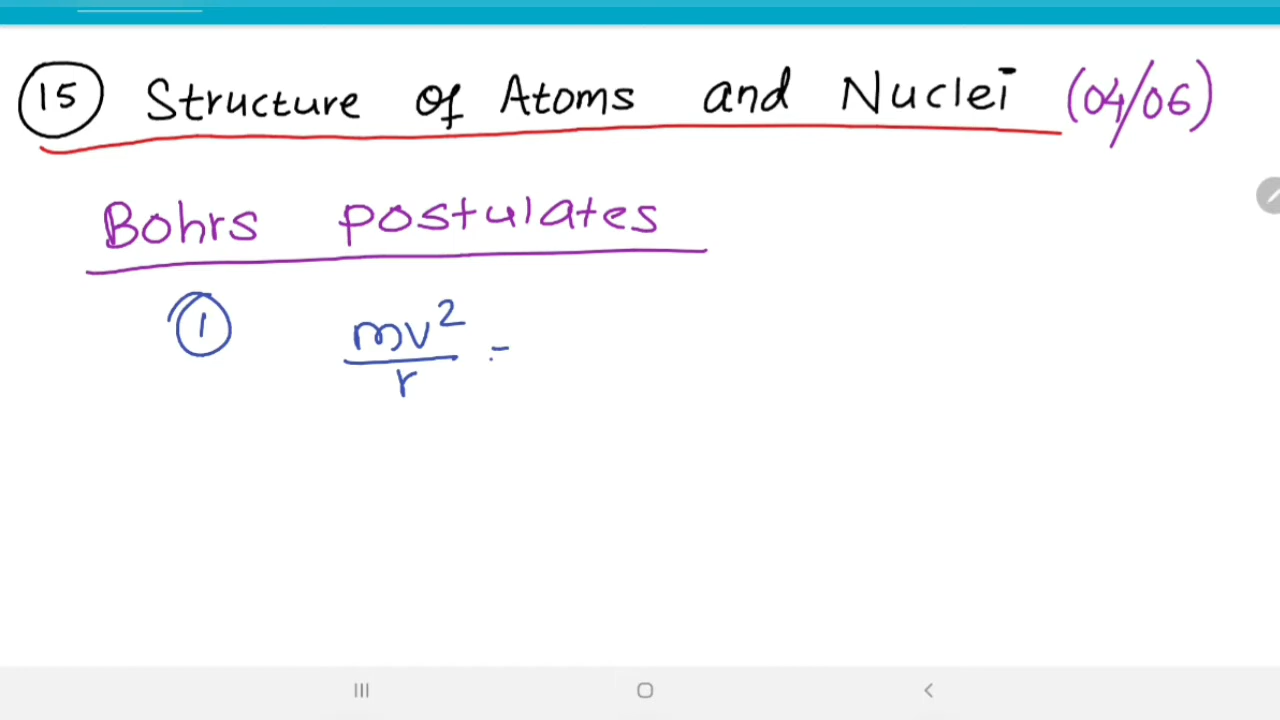 15 Structure of Atoms and Nuclei (04/06)
Bohrs postulates
1 mv²/r =